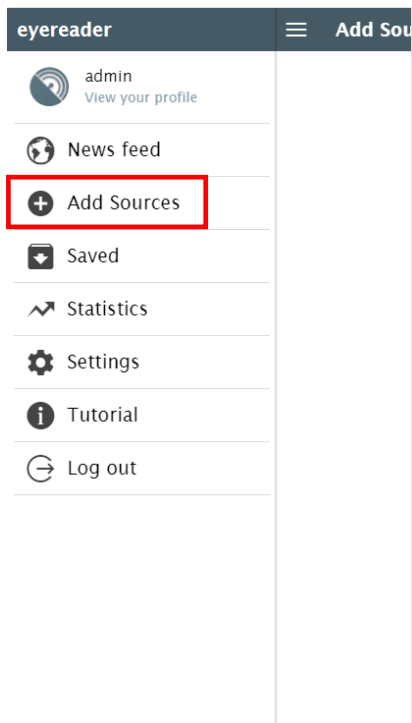 eyereader
Add Sou
admin
View your profile
News feed
Add Sources
Saved
Statistics
Settings
Tutorial
Log out